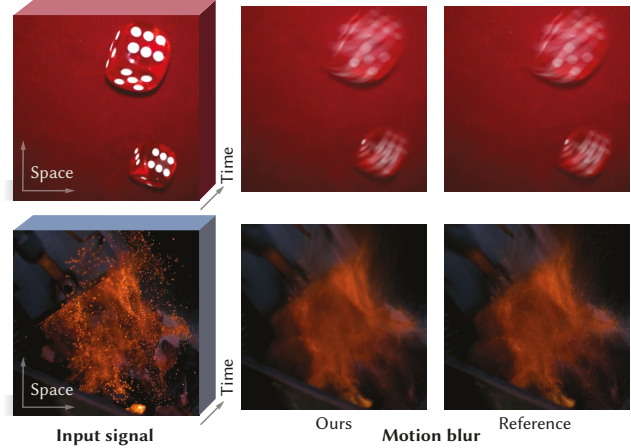 Space
Time
Space
Time
Ours
Reference
Input signal
Motion blur